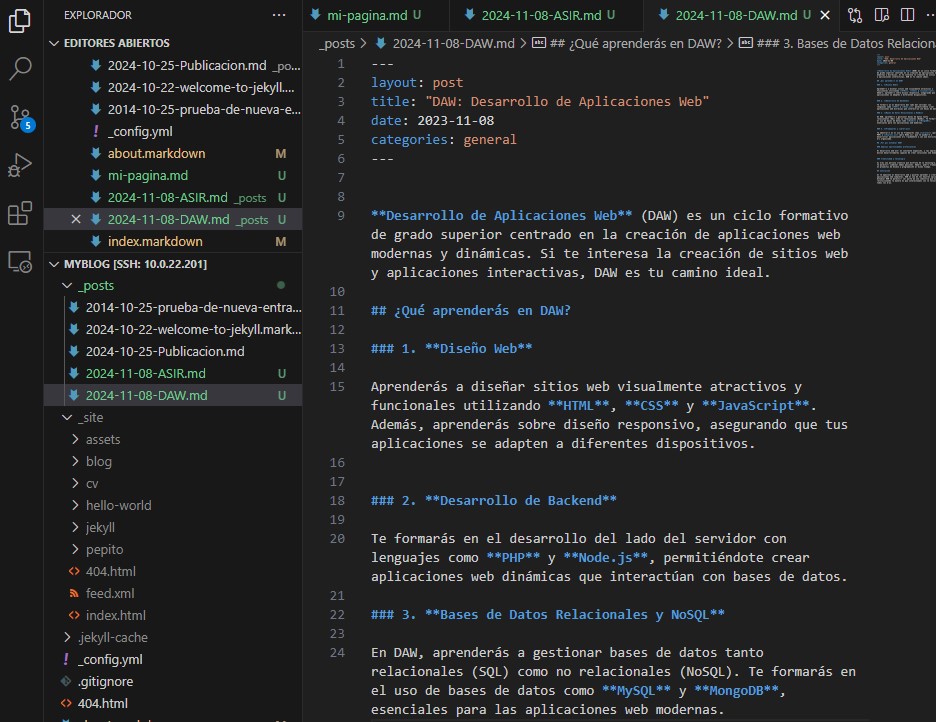 EXPLORADOR
EDITORES ABIERTOS
2024-10-25-Publicacion.md _po...
2024-10-22-welcome-to-jekyll....
2014-10-25-prueba-de-nueva-e...
! _config.yml
about.markdown M
mi-pagina.md U
2024-11-08-ASIR.md _posts U
2024-11-08-DAW.md _posts U
index.markdown M
MYBLOG [SSH: 10.0.22.201]
_posts
2014-10-25-prueba-de-nueva-entra...
2024-10-22-welcome-to-jekyll.mark...
2024-10-25-Publicacion.md
2024-11-08-ASIR.md U
2024-11-08-DAW.md U
_site
assets
blog
cv
hello-world
jekyll
pepito
404.html
feed.xml
index.html
.jekyll-cache
! _config.yml
.gitignore
404.html
5
mi-pagina.md U
2024-11-08-ASIR.md U
2024-11-08-DAW.md U
_posts > 2024-11-08-DAW.md > ## ¿Qué aprenderás en DAW? > ### 3. Bases de Datos Relacion
1 ---
2 layout: post
3 title: "DAW: Desarrollo de Aplicaciones Web"
4 date: 2023-11-08
5 categories: general
6 ---
7
8
9 **Desarrollo de Aplicaciones Web** (DAW) es un ciclo formativo
de grado superior centrado en la creación de aplicaciones web
modernas y dinámicas. Si te interesa la creación de sitios web
y aplicaciones interactivas, DAW es tu camino ideal.
10
11 ## ¿Qué aprenderás en DAW?
12
13 ### 1. **Diseño Web**
14
15 Aprenderás a diseñar sitios web visualmente atractivos y
funcionales utilizando **HTML**, **CSS** y **JavaScript**.
Además, aprenderás sobre diseño responsivo, asegurando que tus
aplicaciones se adapten a diferentes dispositivos.
16
17
18 ### 2. **Desarrollo de Backend**
19
20 Te formarás en el desarrollo del lado del servidor con
lenguajes como **PHP** y **Node.js**, permitiéndote crear
aplicaciones web dinámicas que interactúan con bases de datos.
21
22 ### 3. **Bases de Datos Relacionales y NoSQL**
23
24 En DAW, aprenderás a gestionar bases de datos tanto
relacionales (SQL) como no relacionales (NoSQL). Te formarás en
el uso de bases de datos como **MySQL** y **MongoDB**,
esenciales para las aplicaciones web modernas.